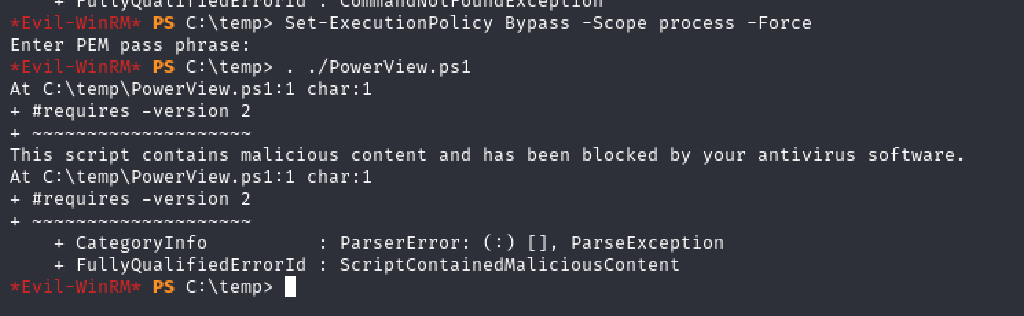 + FullyQualifiedErrorId : CommandNotFoundException
*Evil-WinRM* PS C:\temp> Set-ExecutionPolicy Bypass -Scope process -Force
Enter PEM pass phrase:
*Evil-WinRM* PS C:\temp> . ./PowerView.ps1
At C:\temp\PowerView.ps1:1 char:1
+ #requires -version 2
+ ~~~~~~~~~~~~~~~~~~~~
This script contains malicious content and has been blocked by your antivirus software.
At C:\temp\PowerView.ps1:1 char:1
+ #requires -version 2
+ ~~~~~~~~~~~~~~~~~~~~
    + CategoryInfo          : ParserError: (:) [], ParseException
    + FullyQualifiedErrorId : ScriptContainedMaliciousContent
*Evil-WinRM* PS C:\temp>